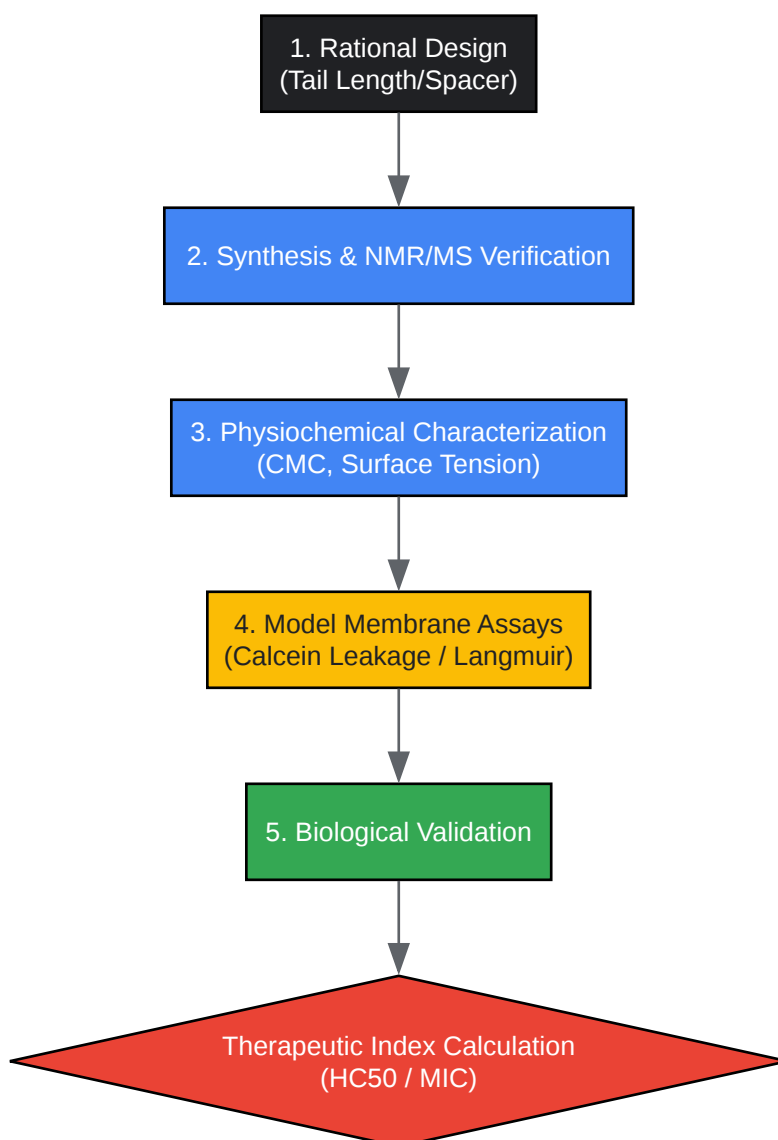 1. Rational Design
(Tail Length/Spacer)
2. Synthesis & NMR/MS Verification
3. Physiochemical Characterization
(CMC, Surface Tension)
4. Model Membrane Assays
(Calcein Leakage / Langmuir)
5. Biological Validation
Therapeutic Index Calculation
(HC50 / MIC)